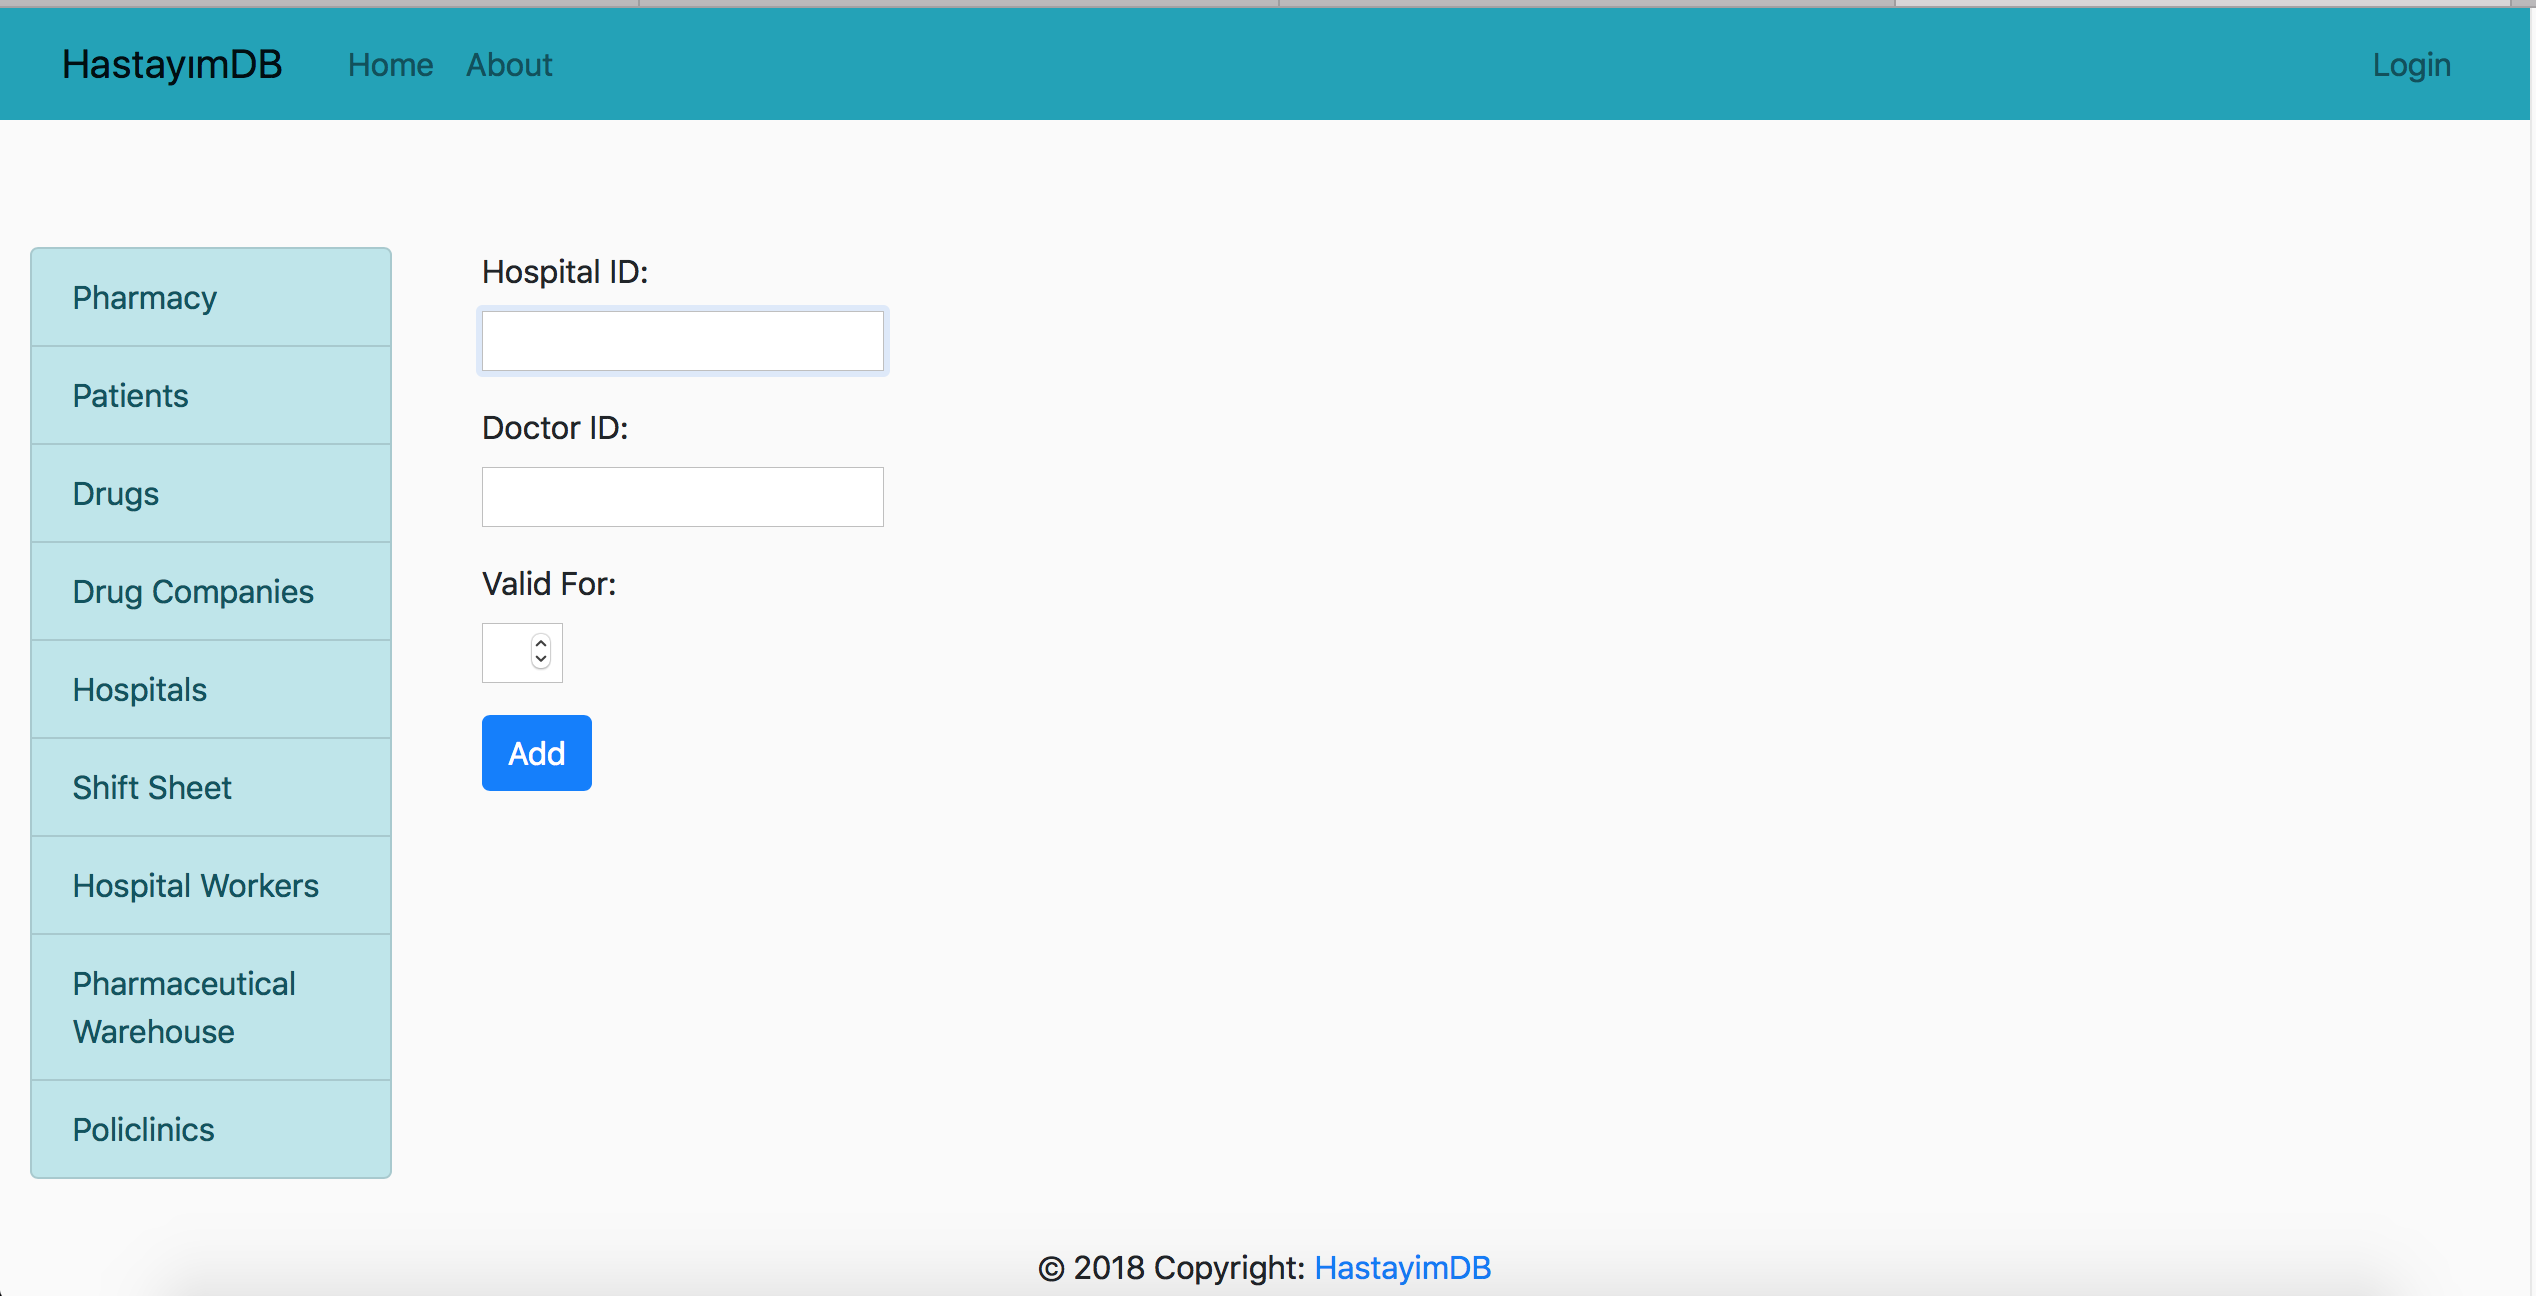 HastayımDB Home About Login
Pharmacy
Patients
Drugs
Drug Companies
Hospitals
Shift Sheet
Hospital Workers
Pharmaceutical
Warehouse
Policlinics
Hospital ID:
Doctor ID:
Valid For:
Add
© 2018 Copyright: HastayimDB